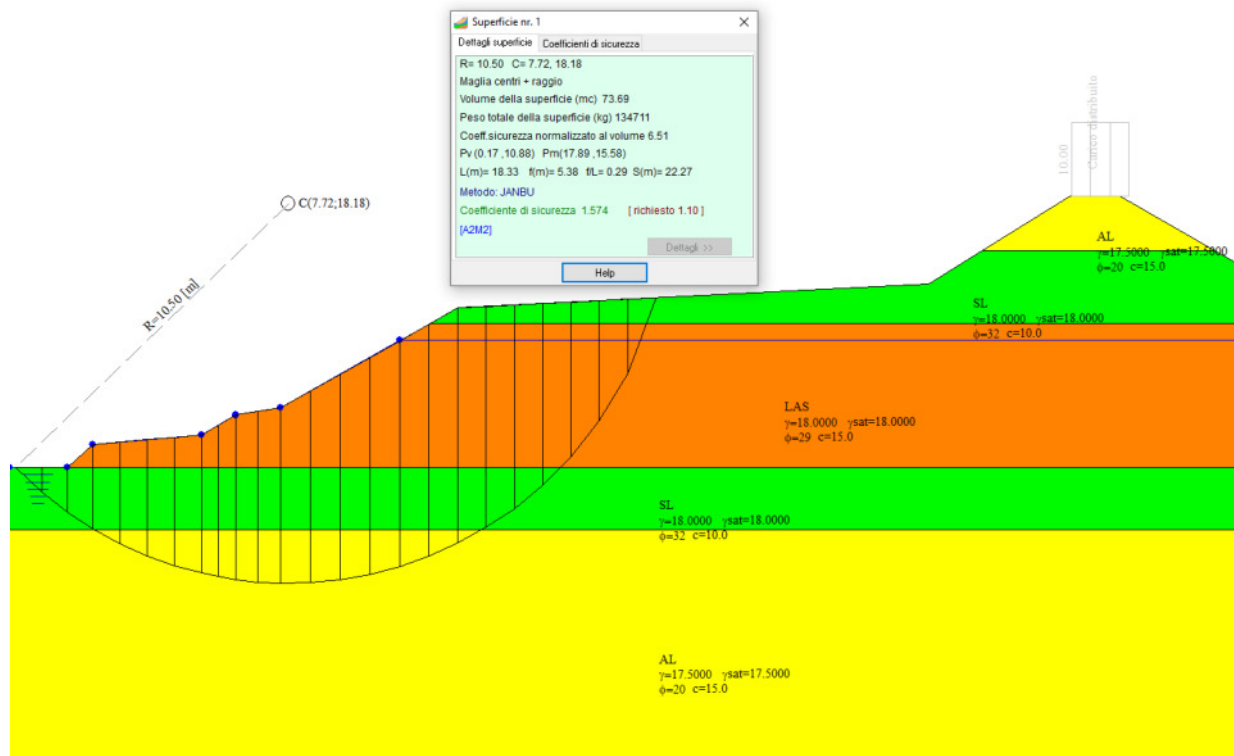 Superficie nr. 1
Dettagli superficie
Coefficienti di sicurezza
R= 10.50 C= 7.72, 18.18
Maglia centri + raggio
Volume della superficie (mc) 73.69
Peso totale della superficie (kg) 134711
Coeff.sicurezza normalizzato al volume 6.51
Pv (0.17 ,10.88) Pm(17.89 ,15.58)
L(m)= 18.33 f(m)= 5.38 f/L= 0.29 S(m)= 22.27
Metodo: JANBU
Coefficiente di sicurezza 1.574 [ richiesto 1.10 ]
[A2M2]
Dettagli >>
Help
10.00
Carico distribuito
C(7.72;18.18)
R=10.50 [m]
AL
γ=17.5000 γsat=17.5000
ϕ=20 c=15.0
SL
γ=18.0000 γsat=18.0000
ϕ=32 c=10.0
LAS
γ=18.0000 γsat=18.0000
ϕ=29 c=15.0
SL
γ=18.0000 γsat=18.0000
ϕ=32 c=10.0
AL
γ=17.5000 γsat=17.5000
ϕ=20 c=15.0